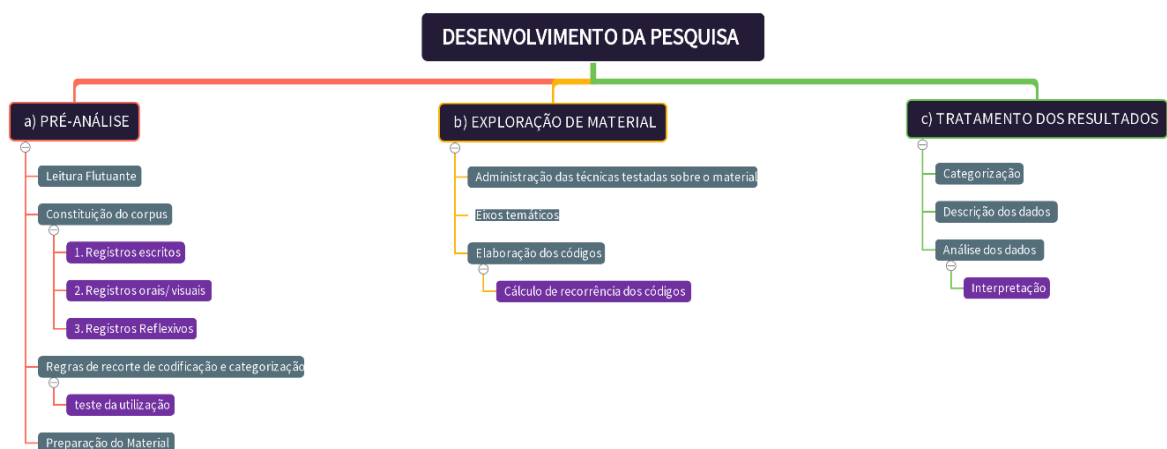 DESENVOLVIMENTO DA PESQUISA
a) PRÉ-ANÁLISE
Leitura Flutuante
Constituição do corpus
1. Registros escritos
2. Registros orais/ visuais
3. Registros Reflexivos
Regras de recorte de codificação e categorização
teste da utilização
Preparação do Material
b) EXPLORAÇÃO DE MATERIAL
Administração das técnicas testadas sobre o material
Eixos temáticos
Elaboração dos códigos
Cálculo de recorrência dos códigos
c) TRATAMENTO DOS RESULTADOS
Categorização
Descrição dos dados
Análise dos dados
Interpretação